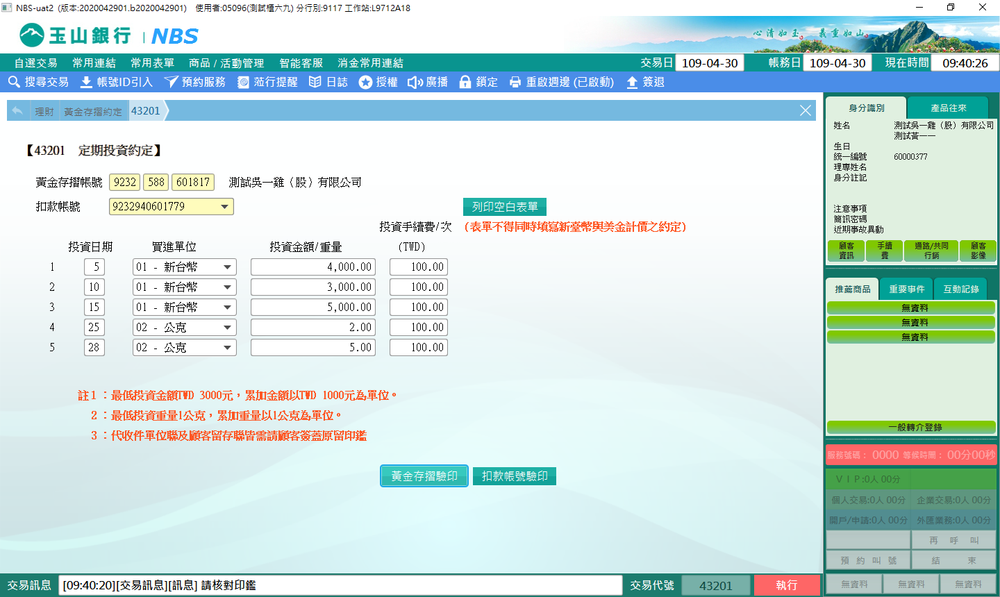 NBS-uat2 (版本:2020042901.b2020042901) 使用者:05096(測試櫃六九) 分行別:9117 工作站:L9712A18
玉山銀行 NBS
心清如玉。義重如山。
自選交易 常用連結 常用表單 商品 / 活動管理 智能客服 消金常用連結 交易日 109-04-30 帳務日 109-04-30 現在時間 09:40:26
搜尋交易 帳號ID引入 預約服務 蒞行提醒 日誌 授權 廣播 鎖定 重啟週邊 (已啟動) 簽退
理財 黃金存摺約定 43201
【43201 定期投資約定】
黃金存摺帳號 9232 588 601817 測試吳一雞（股）有限公司
扣款帳號 9232940601779 列印空白表單
投資手續費/次 (表單不得同時填寫新臺幣與美金計價之約定)
投資日期 買進單位 投資金額/重量 (TWD)
1 5 01 - 新台幣 4,000.00 100.00
2 10 01 - 新台幣 3,000.00 100.00
3 15 01 - 新台幣 5,000.00 100.00
4 25 02 - 公克 2.00 100.00
5 28 02 - 公克 5.00 100.00
註1：最低投資金額TWD 3000元，累加金額以TWD 1000元為單位。
2：最低投資重量1公克，累加重量以1公克為單位。
3：代收件單位聯及顧客留存聯皆需請顧客簽蓋原留印鑑
黃金存摺驗印 扣款帳號驗印
交易訊息 [09:40:20][交易訊息][訊息] 請核對印鑑 交易代號 43201 執行
身分識別 產品往來
姓名 測試吳一雞（股）有限公司
測試黃一一
生日
統一編號 60000377
理專姓名
身分註記
注意事項
簡訊密碼
近期事故異動
顧客資訊 手續費 通路/共同行銷 顧客影像
推薦商品 重要事件 互動記錄
無資料
無資料
無資料
一般轉介登錄
服務號碼： 0000 等候時間： 00分00秒
V I P:0人 00分
個人交易:0人 00分 企業交易:0人 00分
開戶/申請:0人 00分 外匯業務:0人 00分
再 呼 叫
預 約 叫 號 結 束
無資料 無資料 無資料